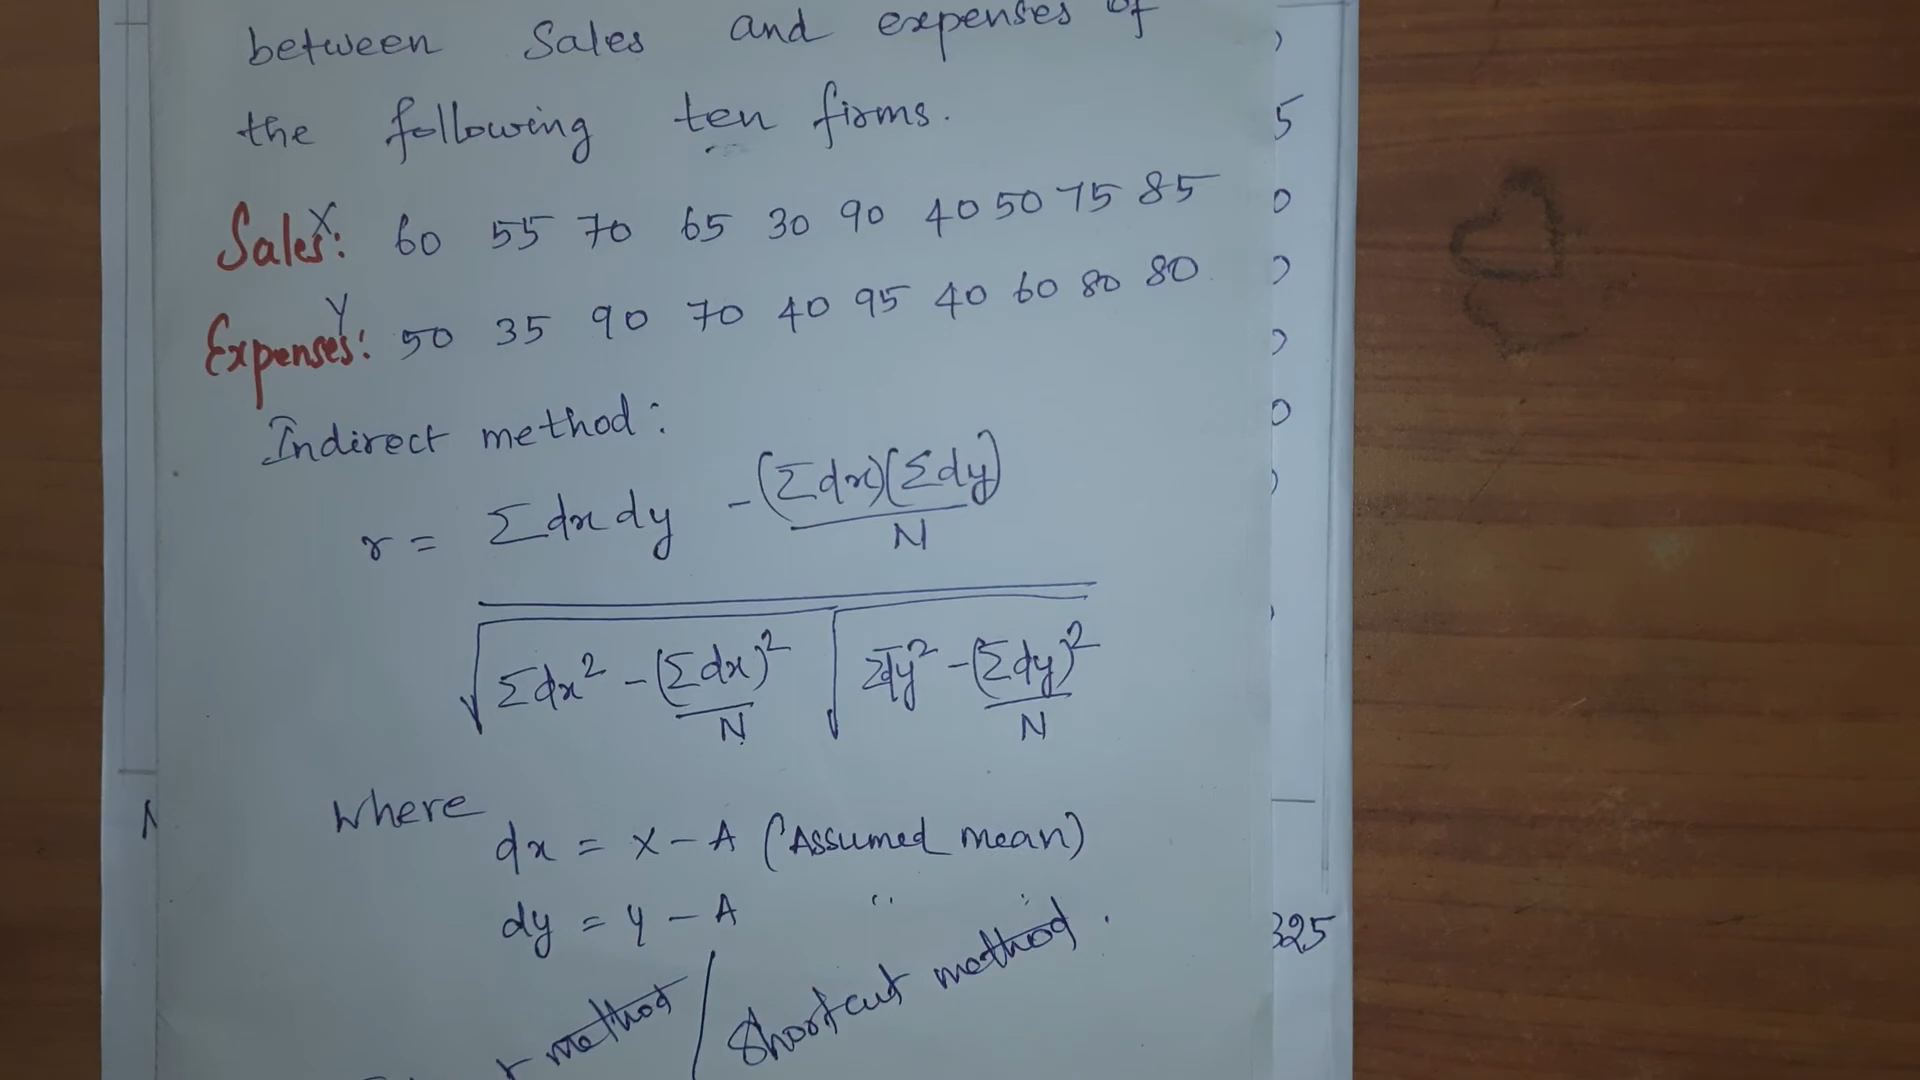 between Sales and expenses of
the following ten firms.
Sales: X 60 55 70 65 30 90 40 50 75 85
Expenses: Y 50 35 90 70 40 95 40 60 80 80
Indirect method:
r = Σdxdy - (Σdx)(Σdy)
N
√Σdx² - (Σdx)² √Σdy² - (Σdy)²
N N
Where
dx = X - A (Assumed mean)
dy = Y - A "
method / Shortcut method.
5
0
0
325